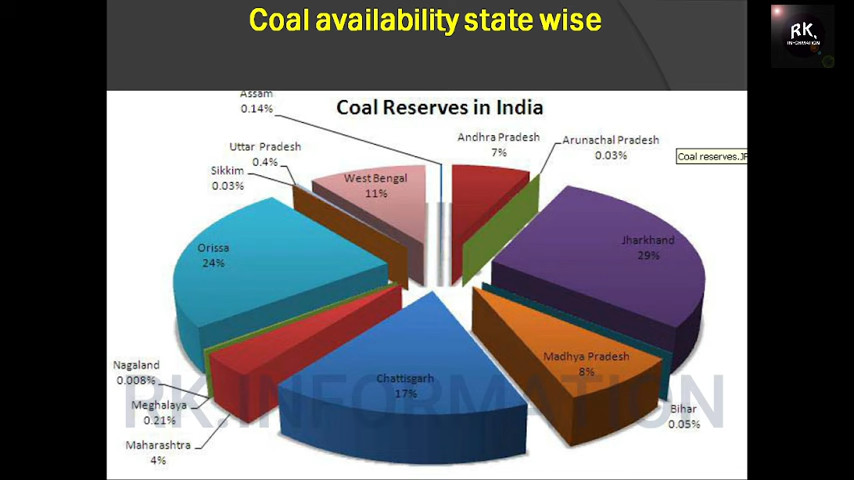 Coal availability state wise
RK.
INFORMATION
Coal Reserves in India
Assam
0.14%
Andhra Pradesh
7%
Arunachal Pradesh
0.03%
Coal reserves.JP
Uttar Pradesh
0.4%
Sikkim
0.03%
West Bengal
11%
Jharkhand
29%
Orissa
24%
Madhya Pradesh
8%
Nagaland
0.008%
Chattisgarh
17%
Meghalaya
0.21%
Bihar
0.05%
Maharashtra
4%
RK.INFORMATION